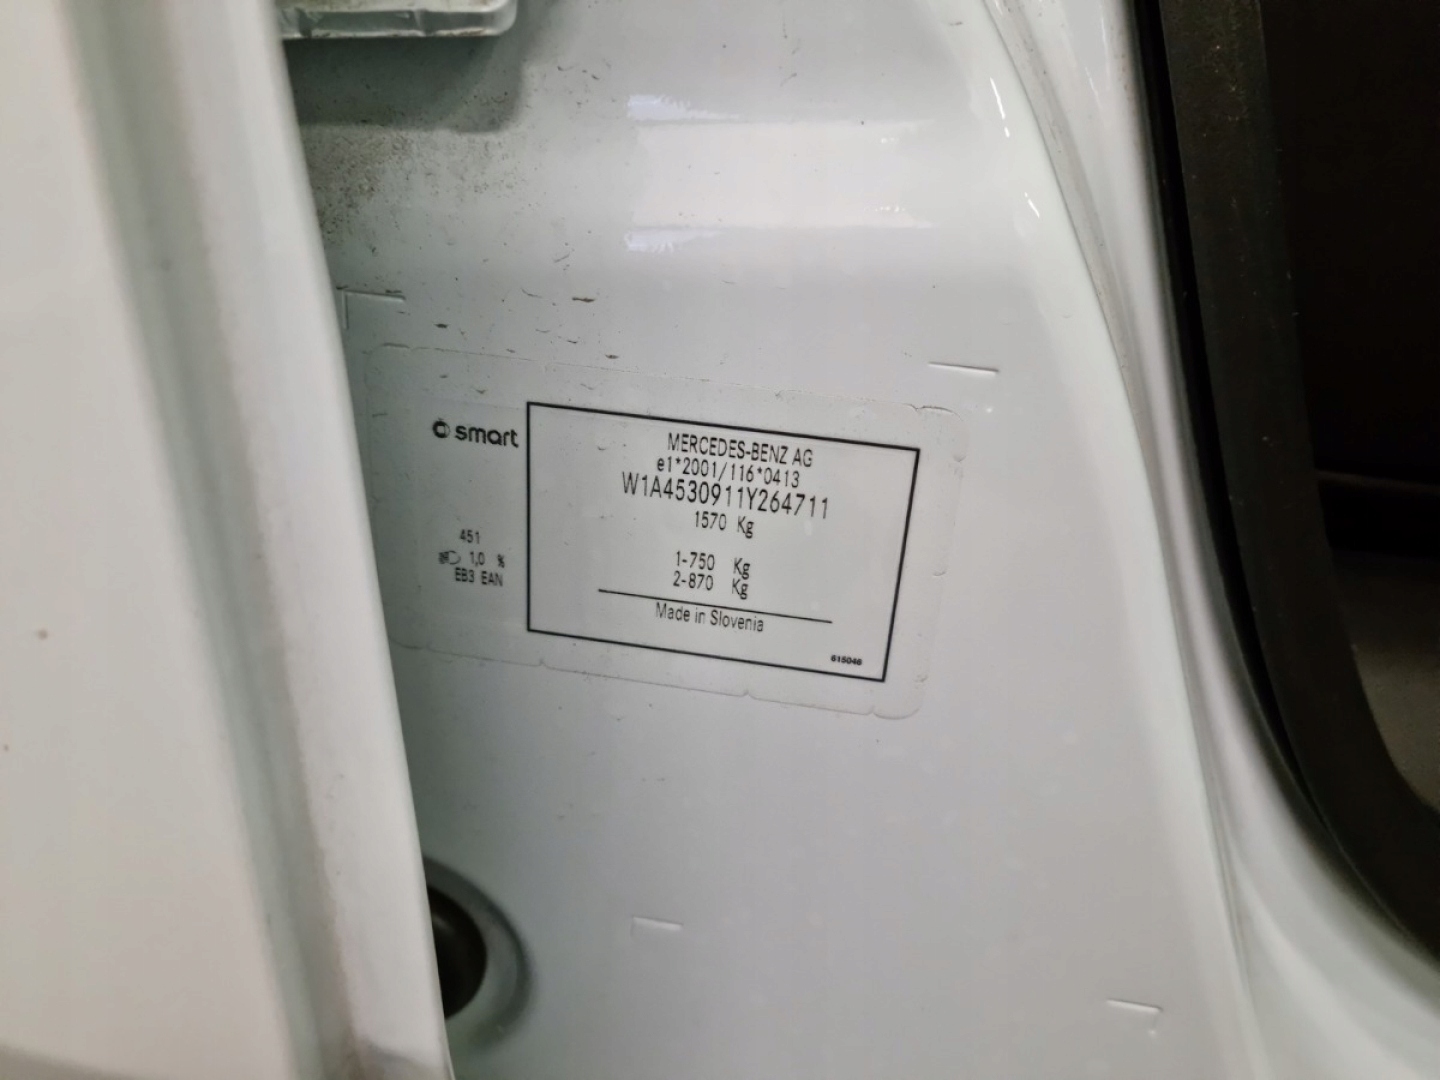 smart
MERCEDES-BENZ AG
e1*2001/116*0413
W1A4530911Y264711
1570 Kg
1-750 Kg
2-870 Kg
Made in Slovenia
615046
451
1,0 %
EB3 EAN